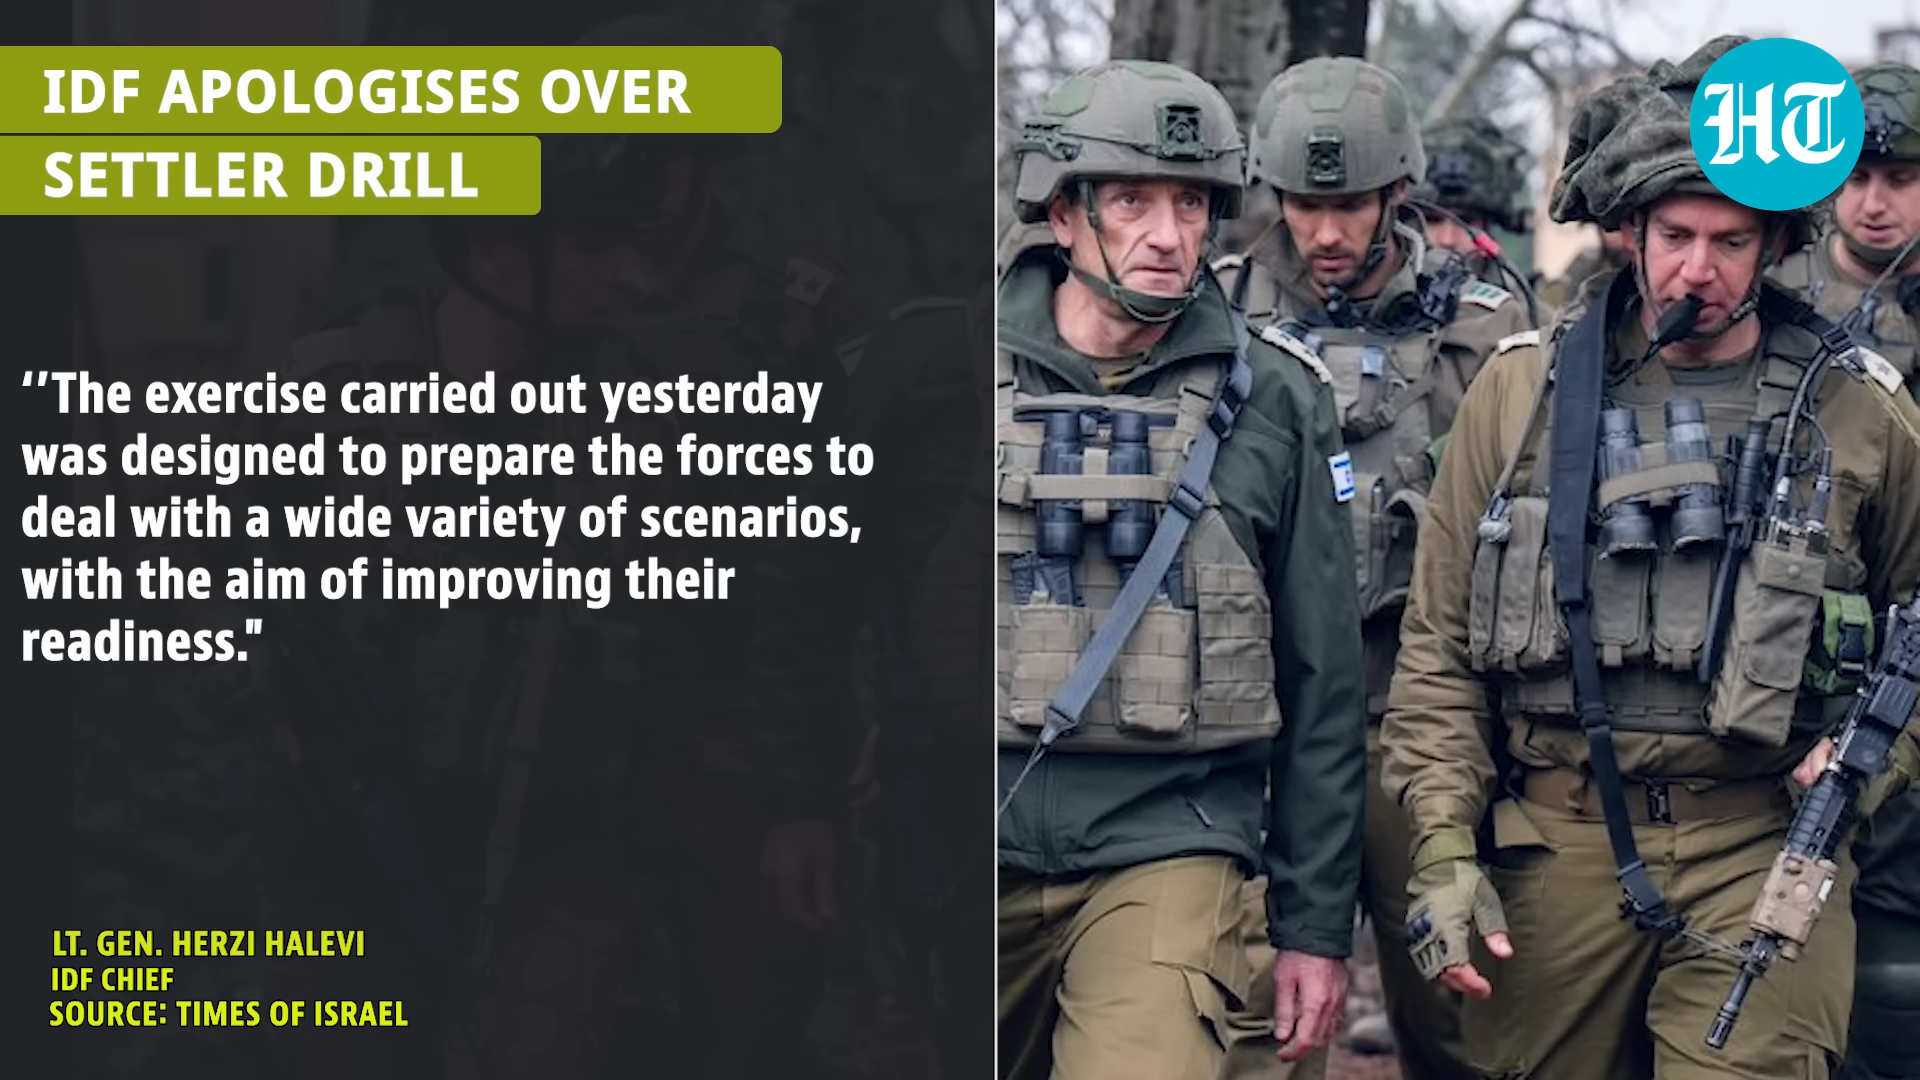 IDF APOLOGISES OVER
SETTLER DRILL
HT
‘’The exercise carried out yesterday
was designed to prepare the forces to
deal with a wide variety of scenarios,
with the aim of improving their
readiness."
LT. GEN. HERZI HALEVI
IDF CHIEF
SOURCE: TIMES OF ISRAEL